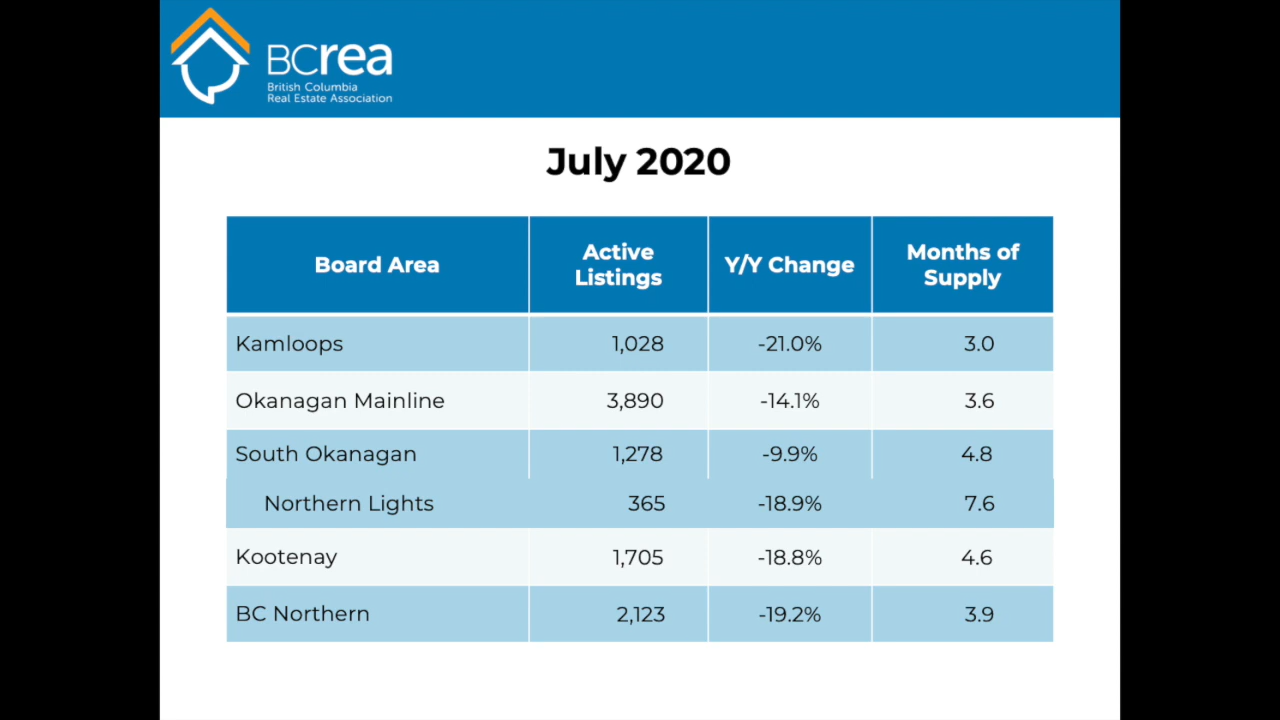 BCrea
British Columbia
Real Estate Association
July 2020
Board Area Active Listings Y/Y Change Months of Supply
Kamloops 1,028 -21.0% 3.0
Okanagan Mainline 3,890 -14.1% 3.6
South Okanagan 1,278 -9.9% 4.8
Northern Lights 365 -18.9% 7.6
Kootenay 1,705 -18.8% 4.6
BC Northern 2,123 -19.2% 3.9